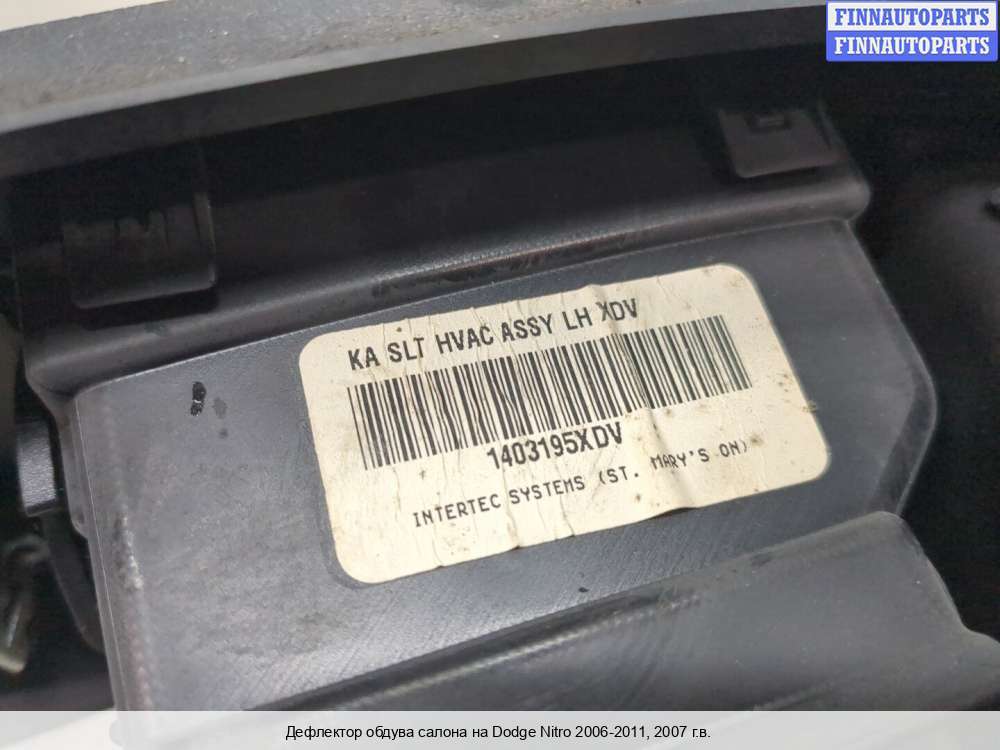 FINNAUTOPARTS
FINNAUTOPARTS
KA SLT HVAC ASSY LH XDV
1403195XDV
INTERTEC SYSTEMS (ST. MARY'S ON)
Дефлектор обдува салона на Dodge Nitro 2006-2011, 2007 г.в.